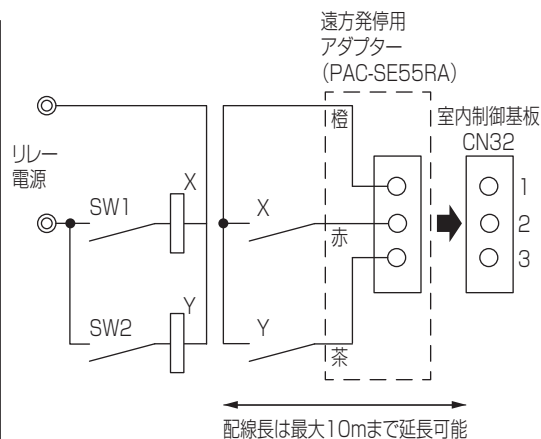 遠方発停用
アダプター
(PAC-SE55RA)
室内制御基板
CN32
橙
リレー
電源
SW1
X
X
赤
1
2
3
SW2
Y
Y
茶
配線長は最大10mまで延長可能